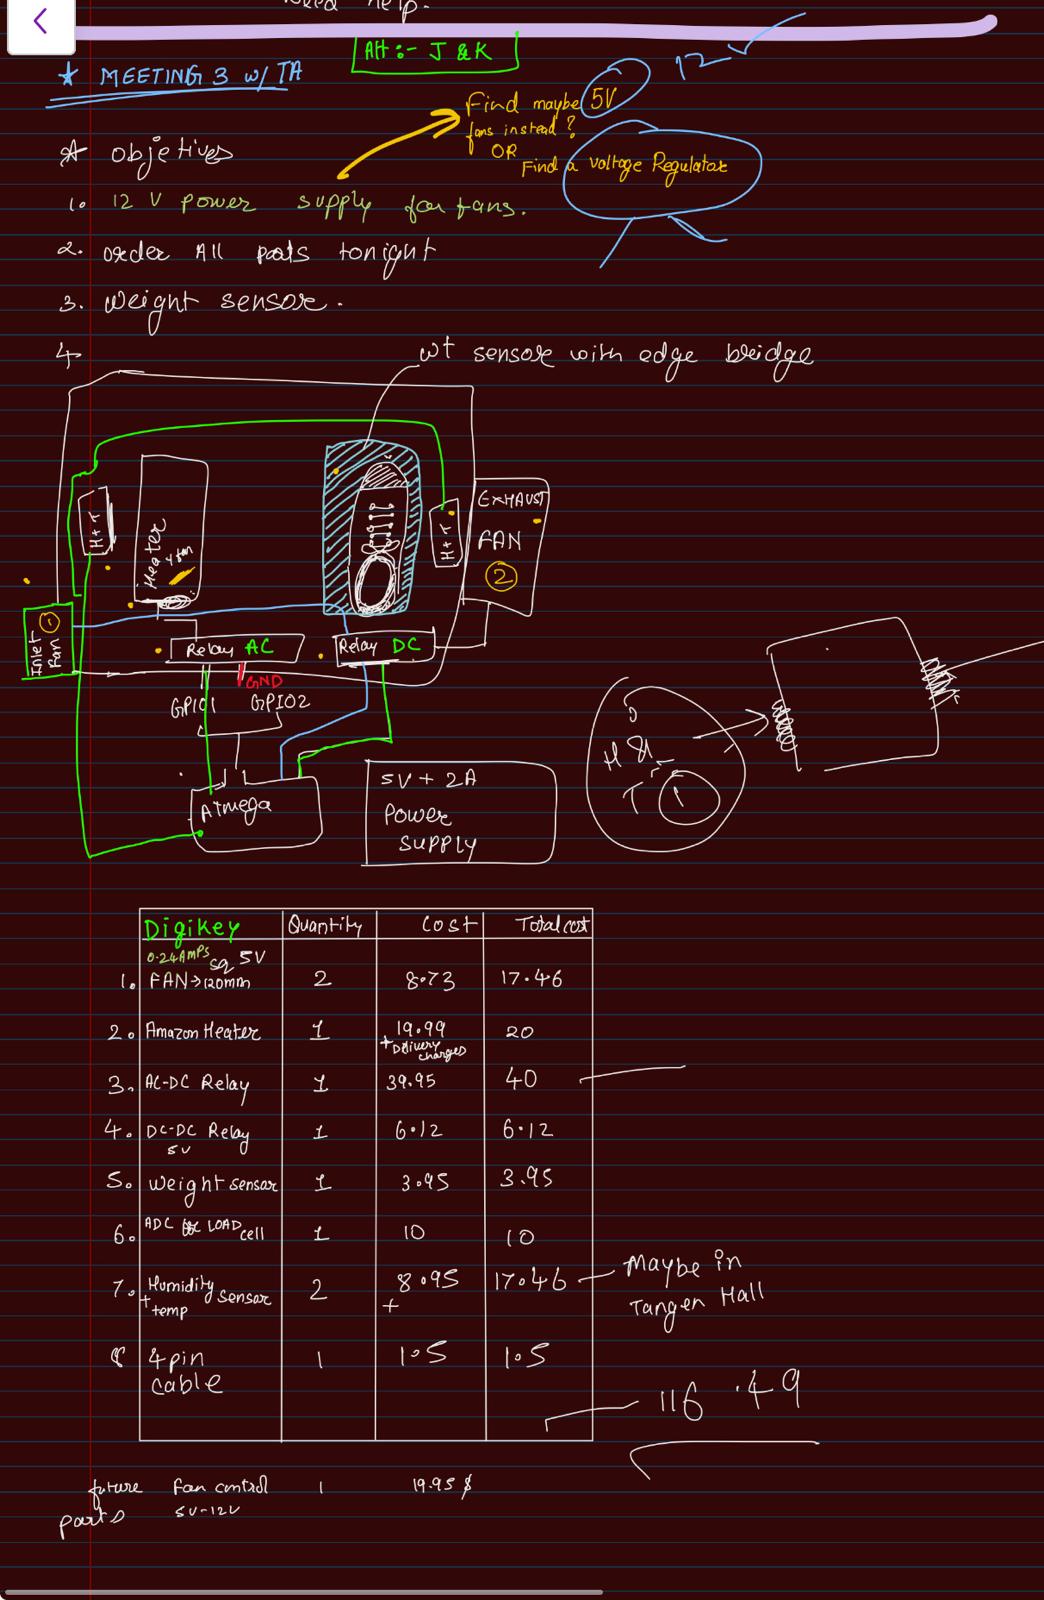 Need help.
Att :- J & K
* MEETING 3 w/ TA
12
Find maybe 5V
fans instead ?
OR
Find a voltage Regulator
* objetives
1. 12 V power supply for fans.
2. order All parts tonight
3. Weight sensor.
4.
wt sensor with edge bridge
H+T
Heater
H+T
EXHAUST
FAN
2
Inlet
Fan
1
Relay AC
Relay DC
GND
GPIO1
GPIO2
ATmega
5V + 2A
Power
SUPPLY
H &
T
1
Digikey Quantity Cost Total cost
0.24AMPS sq 5V
1. FAN→120mm 2 8.73 17.46
2. Amazon Heater 1 19.99 20
+ Delivery
charges
3. AC-DC Relay 1 39.95 40
4. DC-DC Relay 1 6.12 6.12
5V
5. weight sensor 1 3.95 3.95
6. ADC LOAD cell 1 10 10
7. Humidity sensor 2 8.95 17.46
+ temp +
Maybe in
Tangen Hall
8 4 pin 1 1.5 1.5
cable
116.49
future Fan control 1 19.95 $
parts 5V-12V